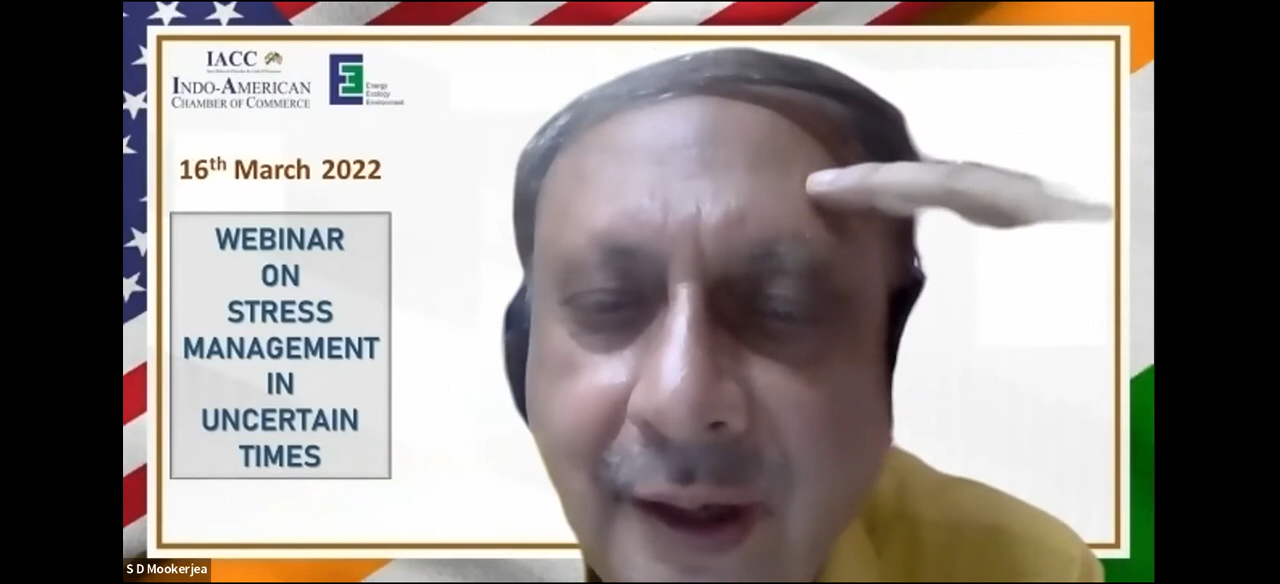 IACC
INDO-AMERICAN
CHAMBER OF COMMERCE
Energy
Ecology
Environment
16th March 2022
WEBINAR
ON
STRESS
MANAGEMENT
IN
UNCERTAIN
TIMES
S D Mookerjea